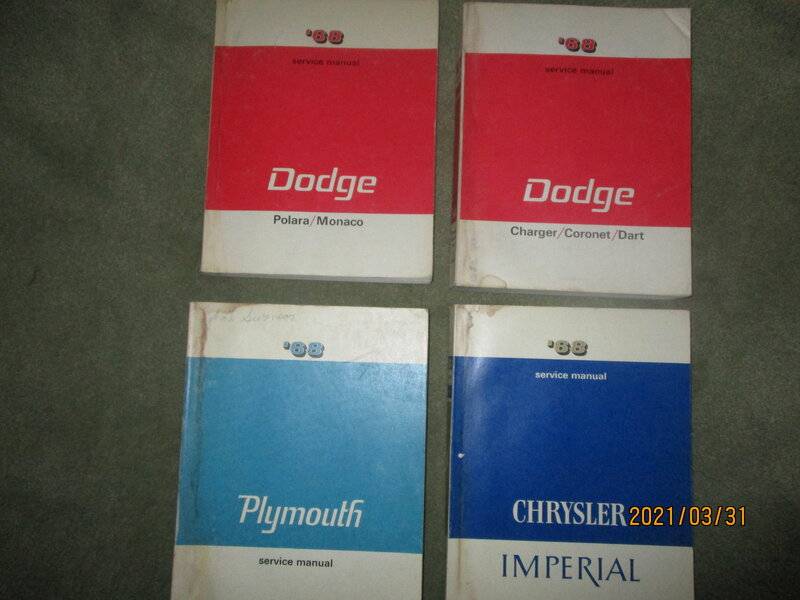 '68
service manual
Dodge
Polara/Monaco
'68
service manual
Dodge
Charger/Coronet/Dart
'68
Plymouth
service manual
'68
service manual
CHRYSLER
IMPERIAL
2021/03/31